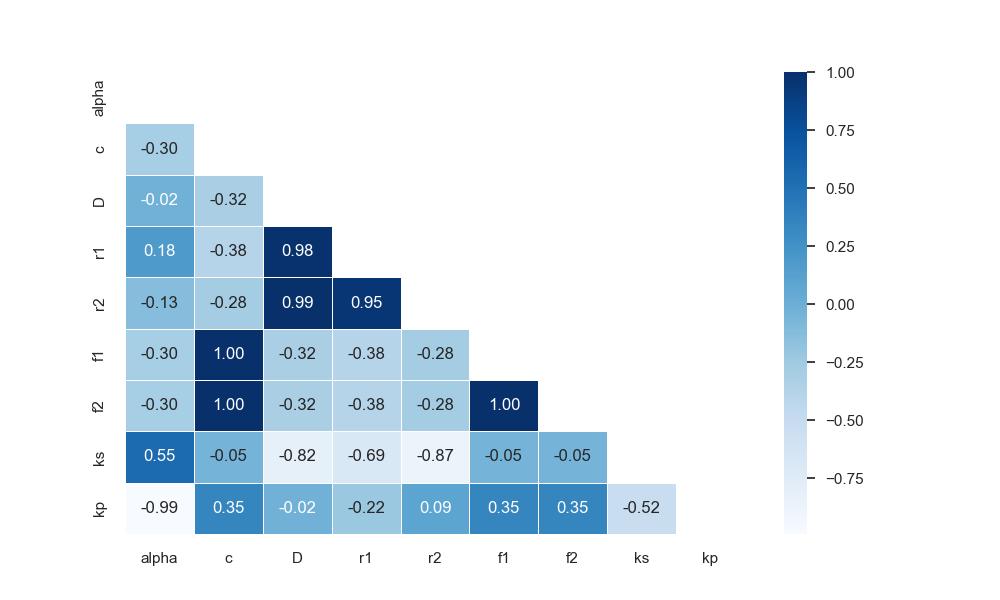 alpha
c -0.30
D -0.02 -0.32
r1 0.18 -0.38 0.98
r2 -0.13 -0.28 0.99 0.95
f1 -0.30 1.00 -0.32 -0.38 -0.28
f2 -0.30 1.00 -0.32 -0.38 -0.28 1.00
ks 0.55 -0.05 -0.82 -0.69 -0.87 -0.05 -0.05
kp -0.99 0.35 -0.02 -0.22 0.09 0.35 0.35 -0.52
alpha c D r1 r2 f1 f2 ks kp
1.00
0.75
0.50
0.25
0.00
-0.25
-0.50
-0.75